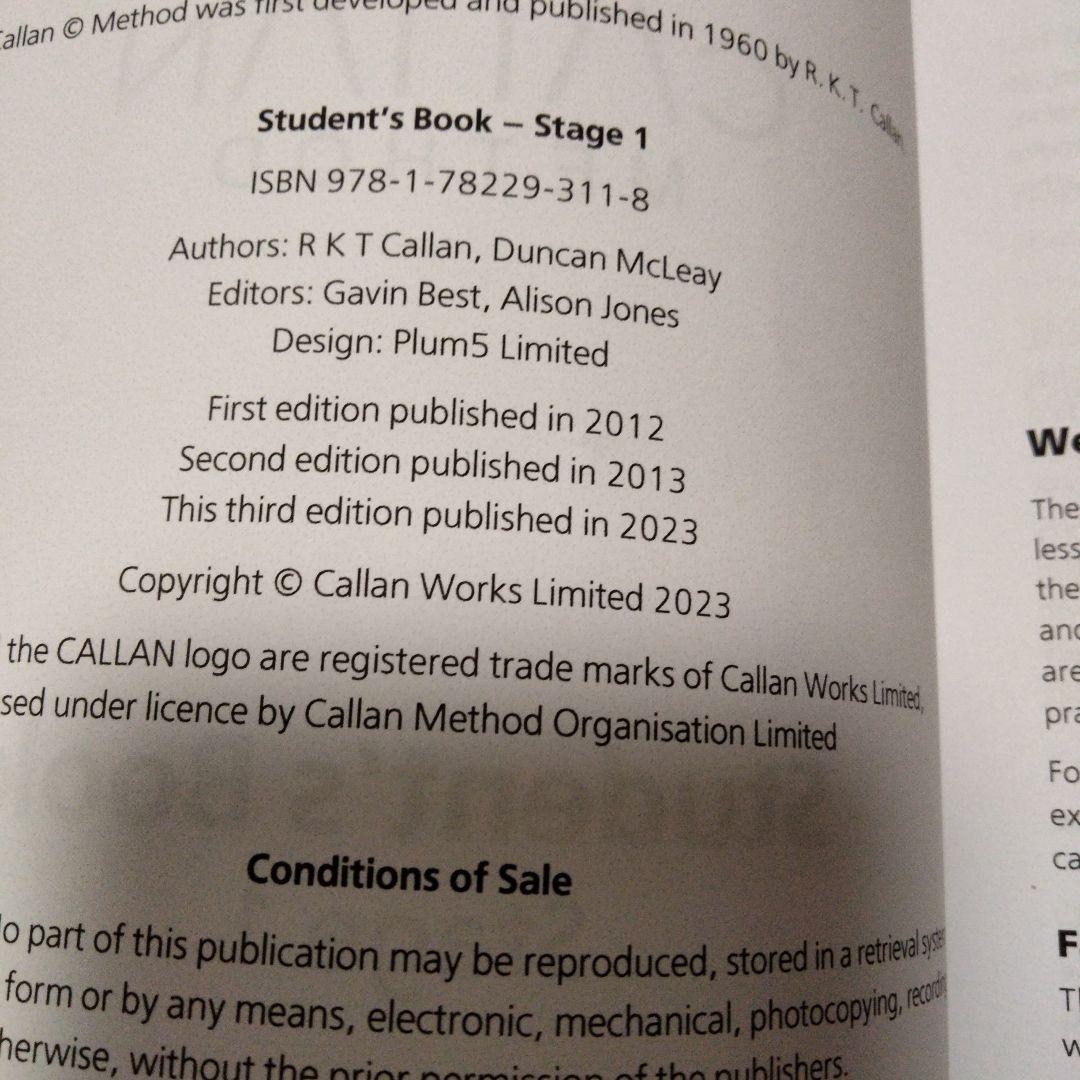 Callan © Method was first developed and published in 1960 by R. K. T. Callan
Student's Book – Stage 1
ISBN 978-1-78229-311-8
Authors: R K T Callan, Duncan McLeay
Editors: Gavin Best, Alison Jones
Design: Plum5 Limited
First edition published in 2012
Second edition published in 2013
This third edition published in 2023
Copyright © Callan Works Limited 2023
the CALLAN logo are registered trade marks of Callan Works Limited,
sed under licence by Callan Method Organisation Limited
Conditions of Sale
No part of this publication may be reproduced, stored in a retrieval system
form or by any means, electronic, mechanical, photocopying, recording
herwise, without the prior permission of the publishers.
We
The
less
the
and
are
pra
Fo
ex
ca
F
Th
w